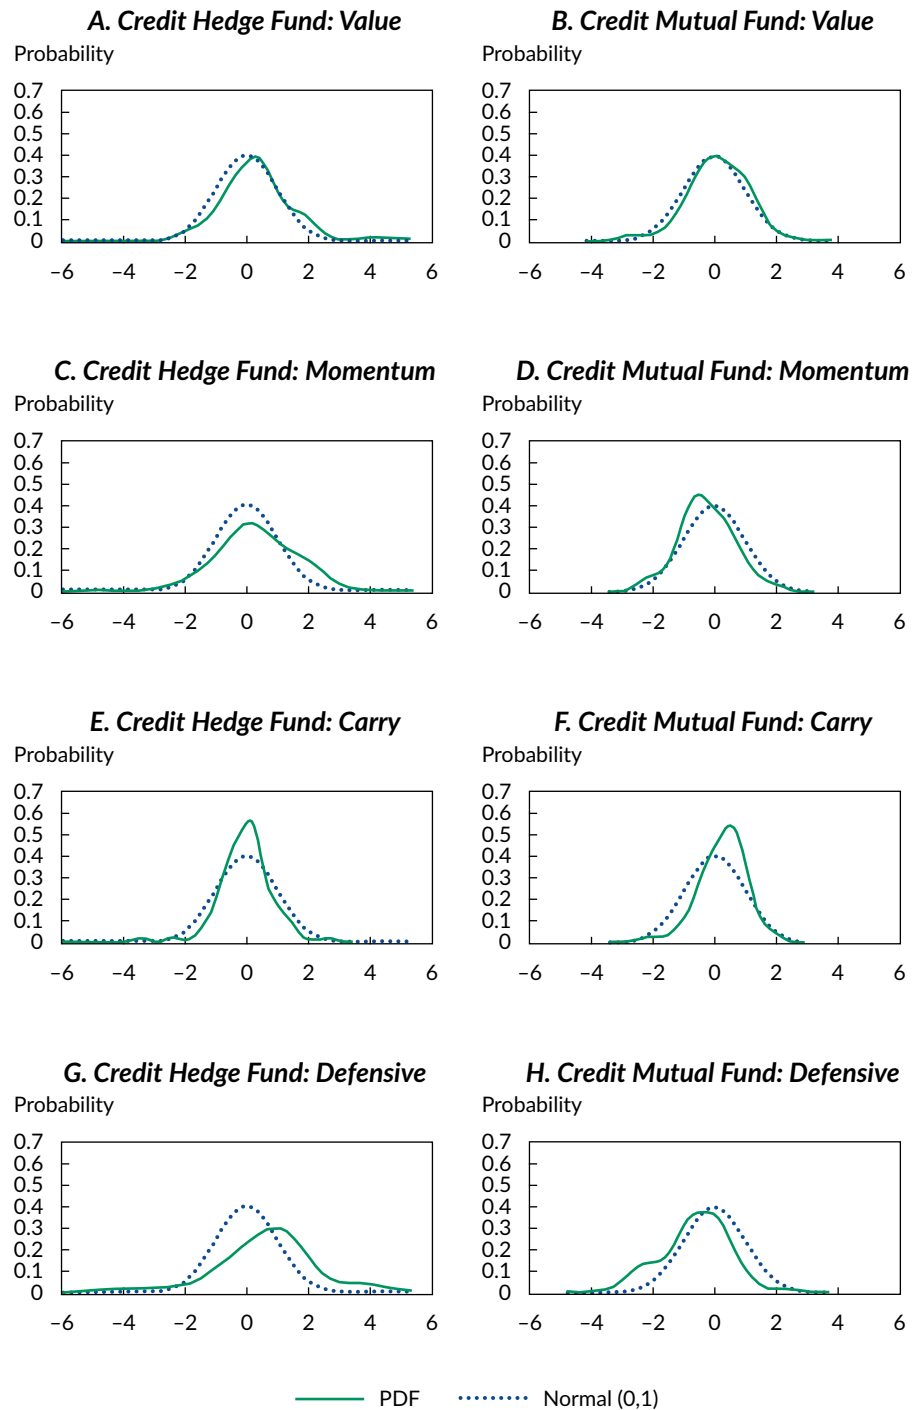 A. Credit Hedge Fund: Value
Probability
0.7
0.6
0.5
0.4
0.3
0.2
0.1
0
−6 −4 −2 0 2 4 6
B. Credit Mutual Fund: Value
Probability
0.7
0.6
0.5
0.4
0.3
0.2
0.1
0
−6 −4 −2 0 2 4 6
C. Credit Hedge Fund: Momentum
Probability
0.7
0.6
0.5
0.4
0.3
0.2
0.1
0
−6 −4 −2 0 2 4 6
D. Credit Mutual Fund: Momentum
Probability
0.7
0.6
0.5
0.4
0.3
0.2
0.1
0
−6 −4 −2 0 2 4 6
E. Credit Hedge Fund: Carry
Probability
0.7
0.6
0.5
0.4
0.3
0.2
0.1
0
−6 −4 −2 0 2 4 6
F. Credit Mutual Fund: Carry
Probability
0.7
0.6
0.5
0.4
0.3
0.2
0.1
0
−6 −4 −2 0 2 4 6
G. Credit Hedge Fund: Defensive
Probability
0.7
0.6
0.5
0.4
0.3
0.2
0.1
0
−6 −4 −2 0 2 4 6
H. Credit Mutual Fund: Defensive
Probability
0.7
0.6
0.5
0.4
0.3
0.2
0.1
0
−6 −4 −2 0 2 4 6
PDF Normal (0,1)